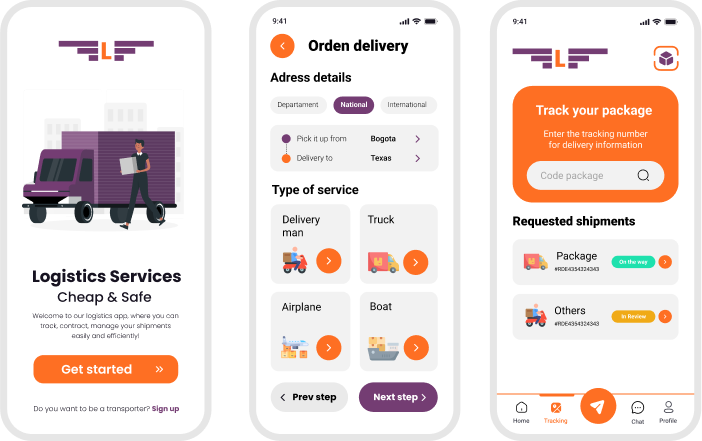 L
Logistics Services
Cheap & Safe
Welcome to our logistics app, where you can
track, contract, manage your shipments
easily and efficiently!
Get started
Do you want to be a transporter? Sign up
9:41
Orden delivery
Adress details
Departament National International
Pick it up from Bogota
Delivery to Texas
Type of service
Delivery
man
Truck
Airplane
Boat
Prev step
Next step
9:41
L
Track your package
Enter the tracking number
for delivery information
Code package
Requested shipments
Package
#RDE4354324343
On the way
Others
#RDE4354324343
In Review
Home Tracking Chat Profile